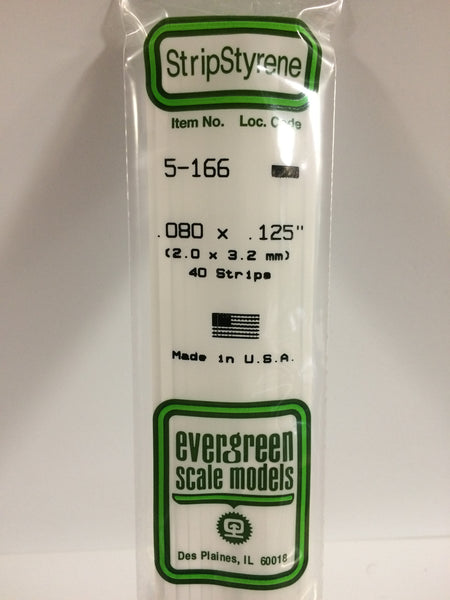 StripStyrene
Item No. Loc. Code
5-166
.080 x .125"
(2.0 x 3.2 mm)
40 Strips
Made in U.S.A.
evergreen
scale models
Des Plaines, IL 60018